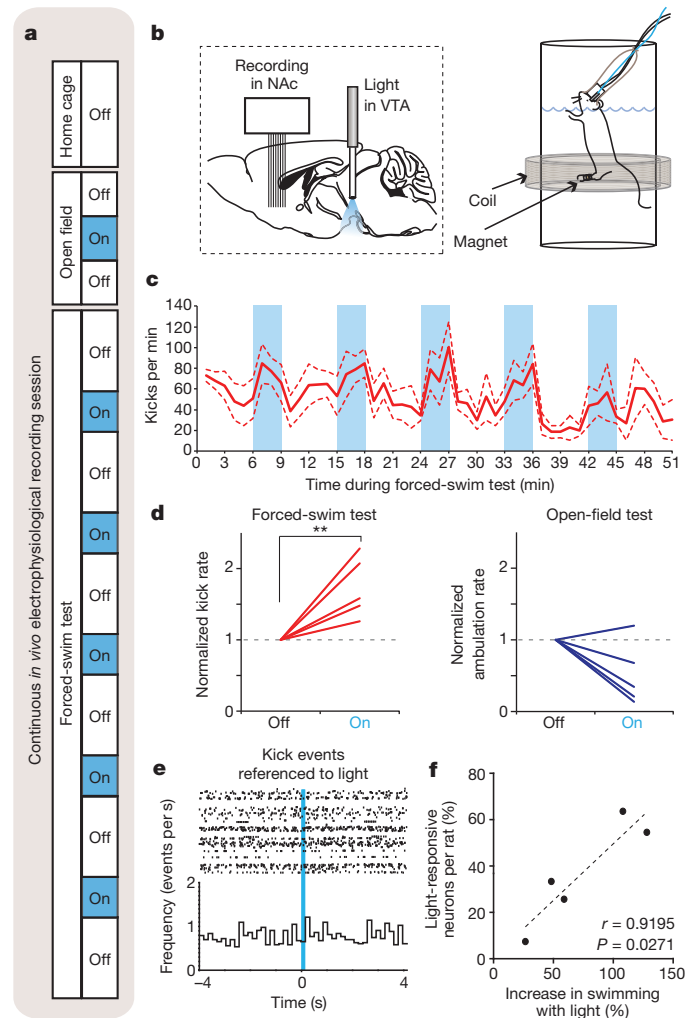 a
Continuous in vivo electrophysiological recording session
Home cage
Off
Open field
Off
On
Off
Forced-swim test
Off
On
Off
On
Off
On
Off
On
Off
On
Off
b
Recording
in NAc
Light
in VTA
Coil
Magnet
c
Kicks per min
140
120
100
80
60
40
20
0
0 3 6 9 12 15 18 21 24 27 30 33 36 39 42 45 48 51
Time during forced-swim test (min)
d
Forced-swim test
**
Normalized kick rate
2
1
0
Off On
Open-field test
Normalized
ambulation rate
2
1
0
Off On
e
Kick events
referenced to light
Frequency (events per s)
2
1
0
−4 0 4
Time (s)
f
Light-responsive
neurons per rat (%)
80
60
40
20
0
r = 0.9195
P = 0.0271
0 50 100 150
Increase in swimming
with light (%)